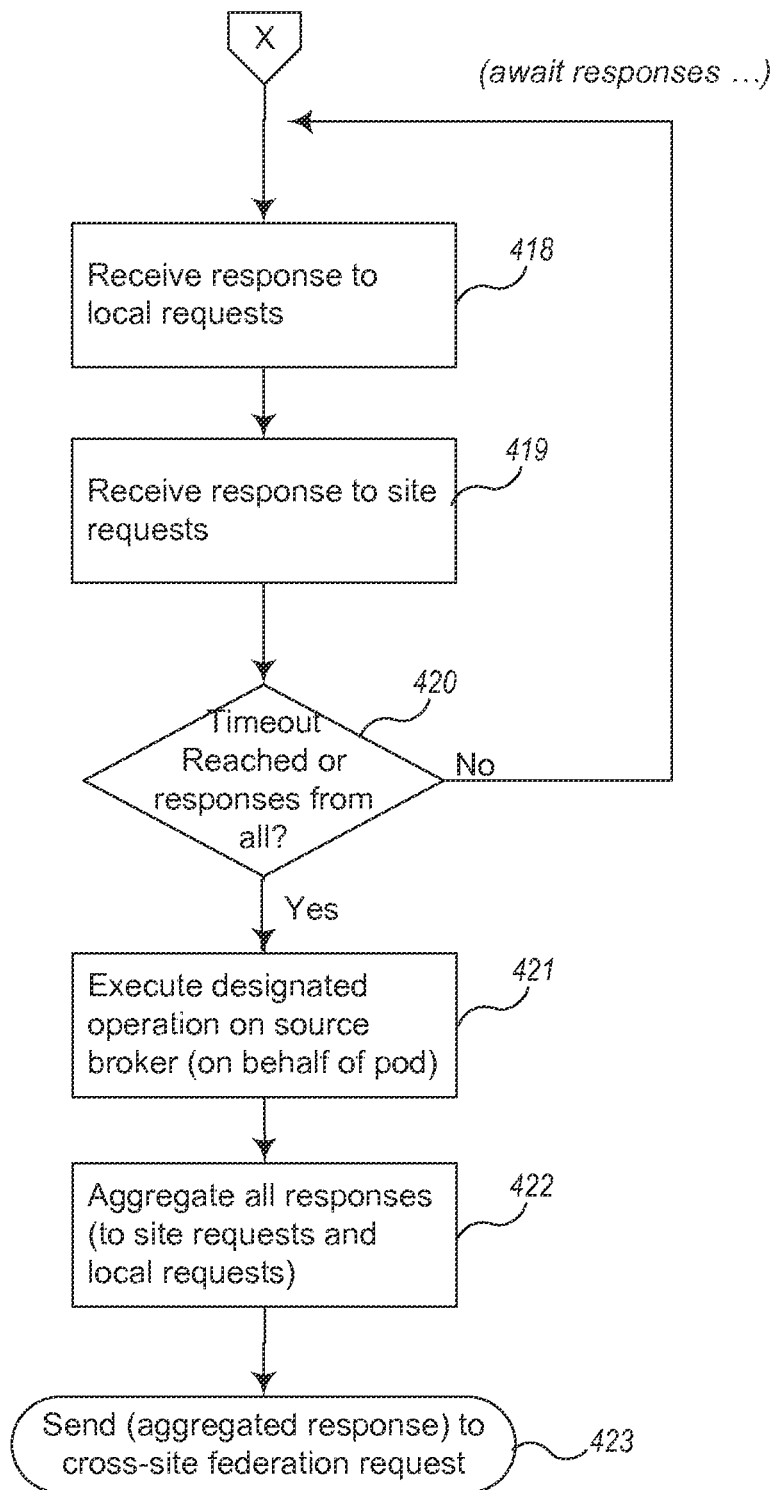 X
(await responses ...)
Receive response to
local requests
418
Receive response to site
requests
419
Timeout
Reached or
responses from
all?
420
No
Yes
Execute designated
operation on source
broker (on behalf of pod)
421
Aggregate all responses
(to site requests and
local requests)
422
Send (aggregated response) to
cross-site federation request
423